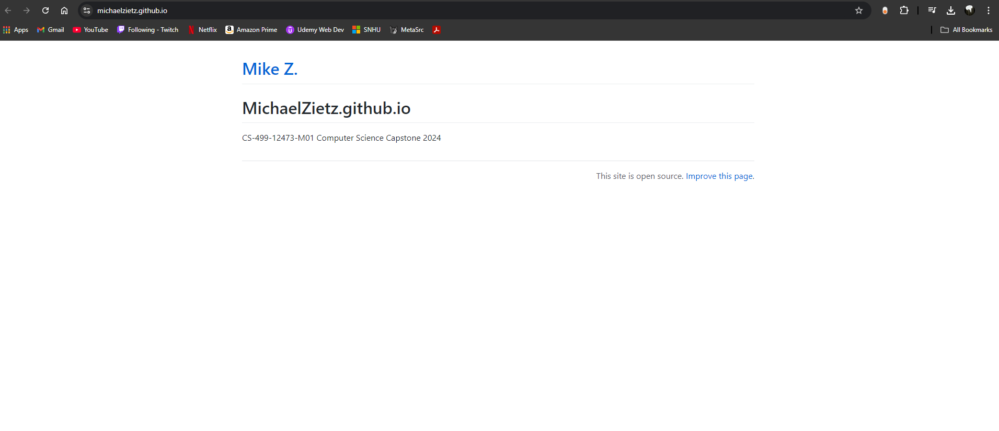 michaelzietz.github.io
Apps Gmail YouTube Following - Twitch Netflix Amazon Prime Udemy Web Dev SNHU MetaSrc All Bookmarks
Mike Z.
MichaelZietz.github.io
CS-499-12473-M01 Computer Science Capstone 2024
This site is open source. Improve this page.